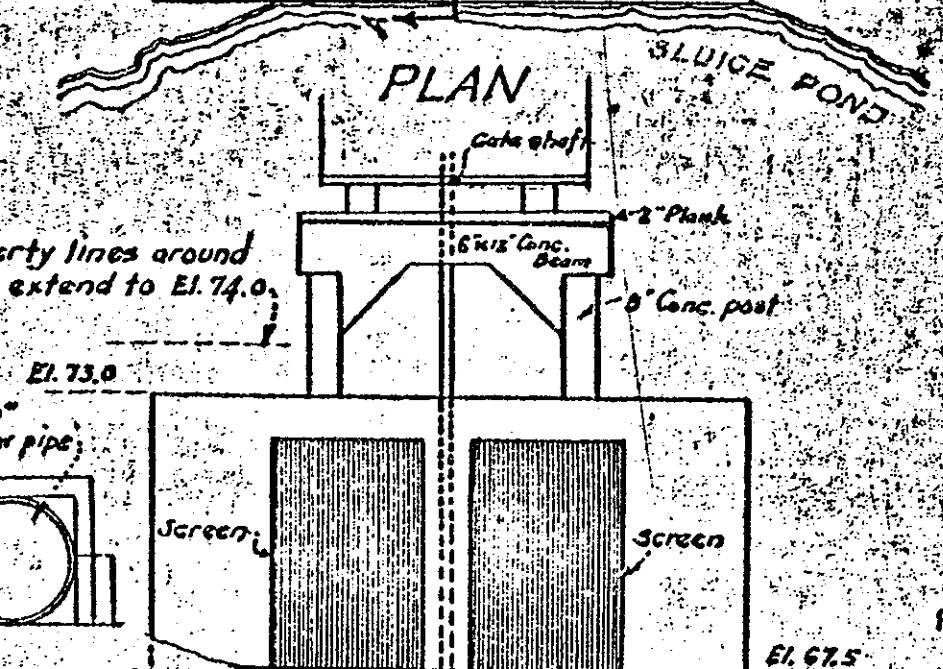 SLUICE POND
PLAN
Gate shaft
2" Plank
6"x12" Conc.
Beam
erty lines around
extend to El. 74.0
8" Conc. post
El. 73.0
pipe
Screen
Screen
El. 67.5